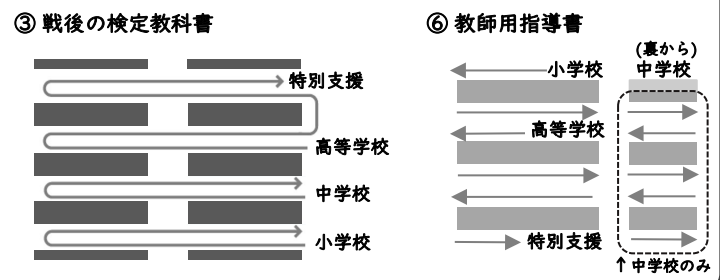 ③ 戦後の検定教科書
特別支援
高等学校
中学校
小学校
⑥ 教師用指導書
小学校
(裏から)
中学校
高等学校
特別支援
↑中学校のみ